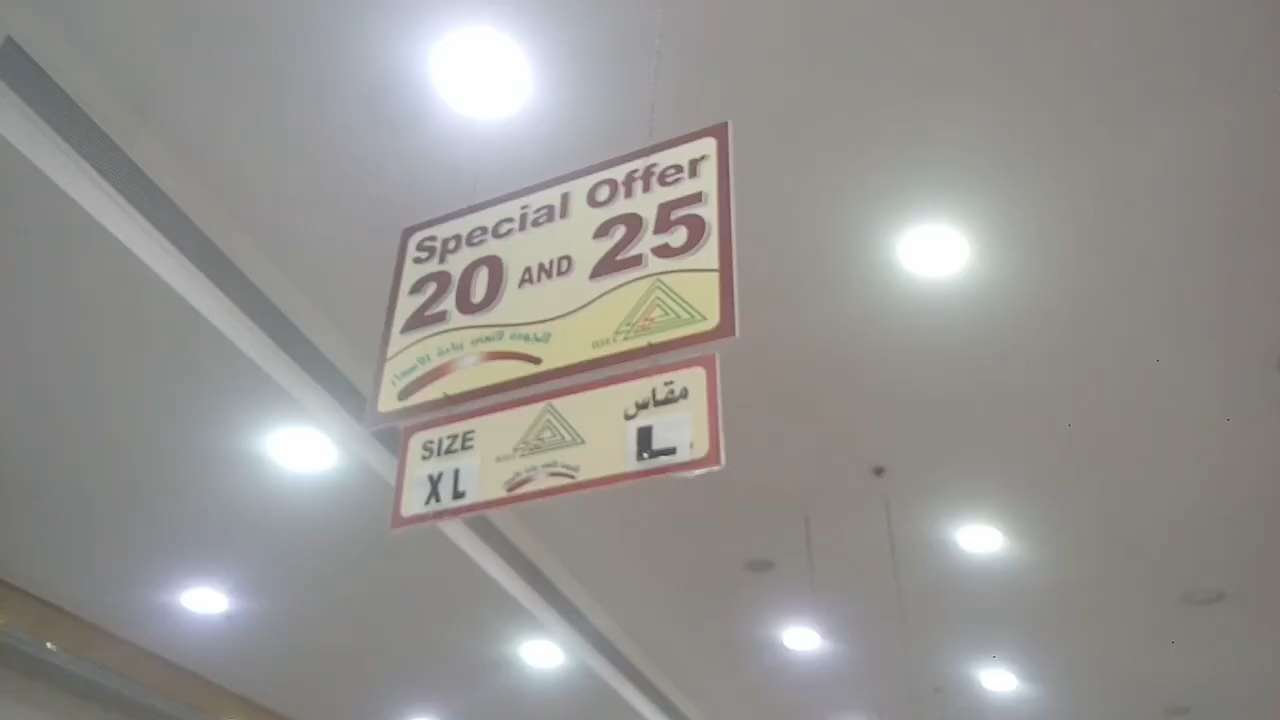 Special Offer
20 AND 25
SIZE
XL
مقاس
L